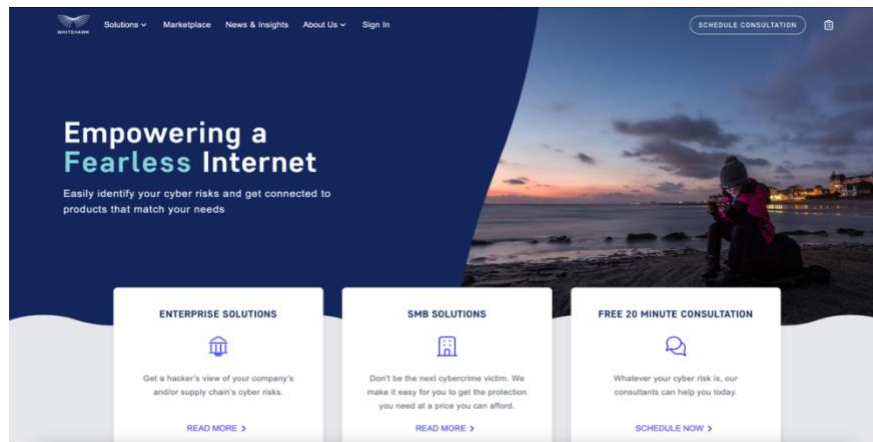 WHITEHAWK
Solutions
Marketplace
News & Insights
About Us
Sign In
SCHEDULE CONSULTATION
Empowering a
Fearless Internet
Easily identify your cyber risks and get connected to
products that match your needs
ENTERPRISE SOLUTIONS
Get a hacker's view of your company's
and/or supply chain's cyber risks.
READ MORE >
SMB SOLUTIONS
Don't be the next cybercrime victim. We
make it easy for you to get the protection
you need at a price you can afford.
READ MORE >
FREE 20 MINUTE CONSULTATION
Whatever your cyber risk is, our
consultants can help you today.
SCHEDULE NOW >